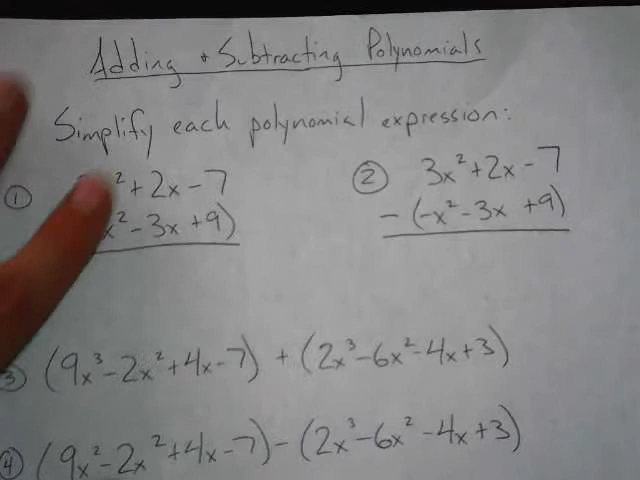 Adding + Subtracting Polynomials
Simplify each polynomial expression:
① ² + 2x - 7
x² - 3x + 9)
② 3x² + 2x - 7
- (-x² - 3x + 9)
③ (9x³ - 2x² + 4x - 7) + (2x³ - 6x² - 4x + 3)
④ (9x² - 2x² + 4x - 7) - (2x³ - 6x² - 4x + 3)